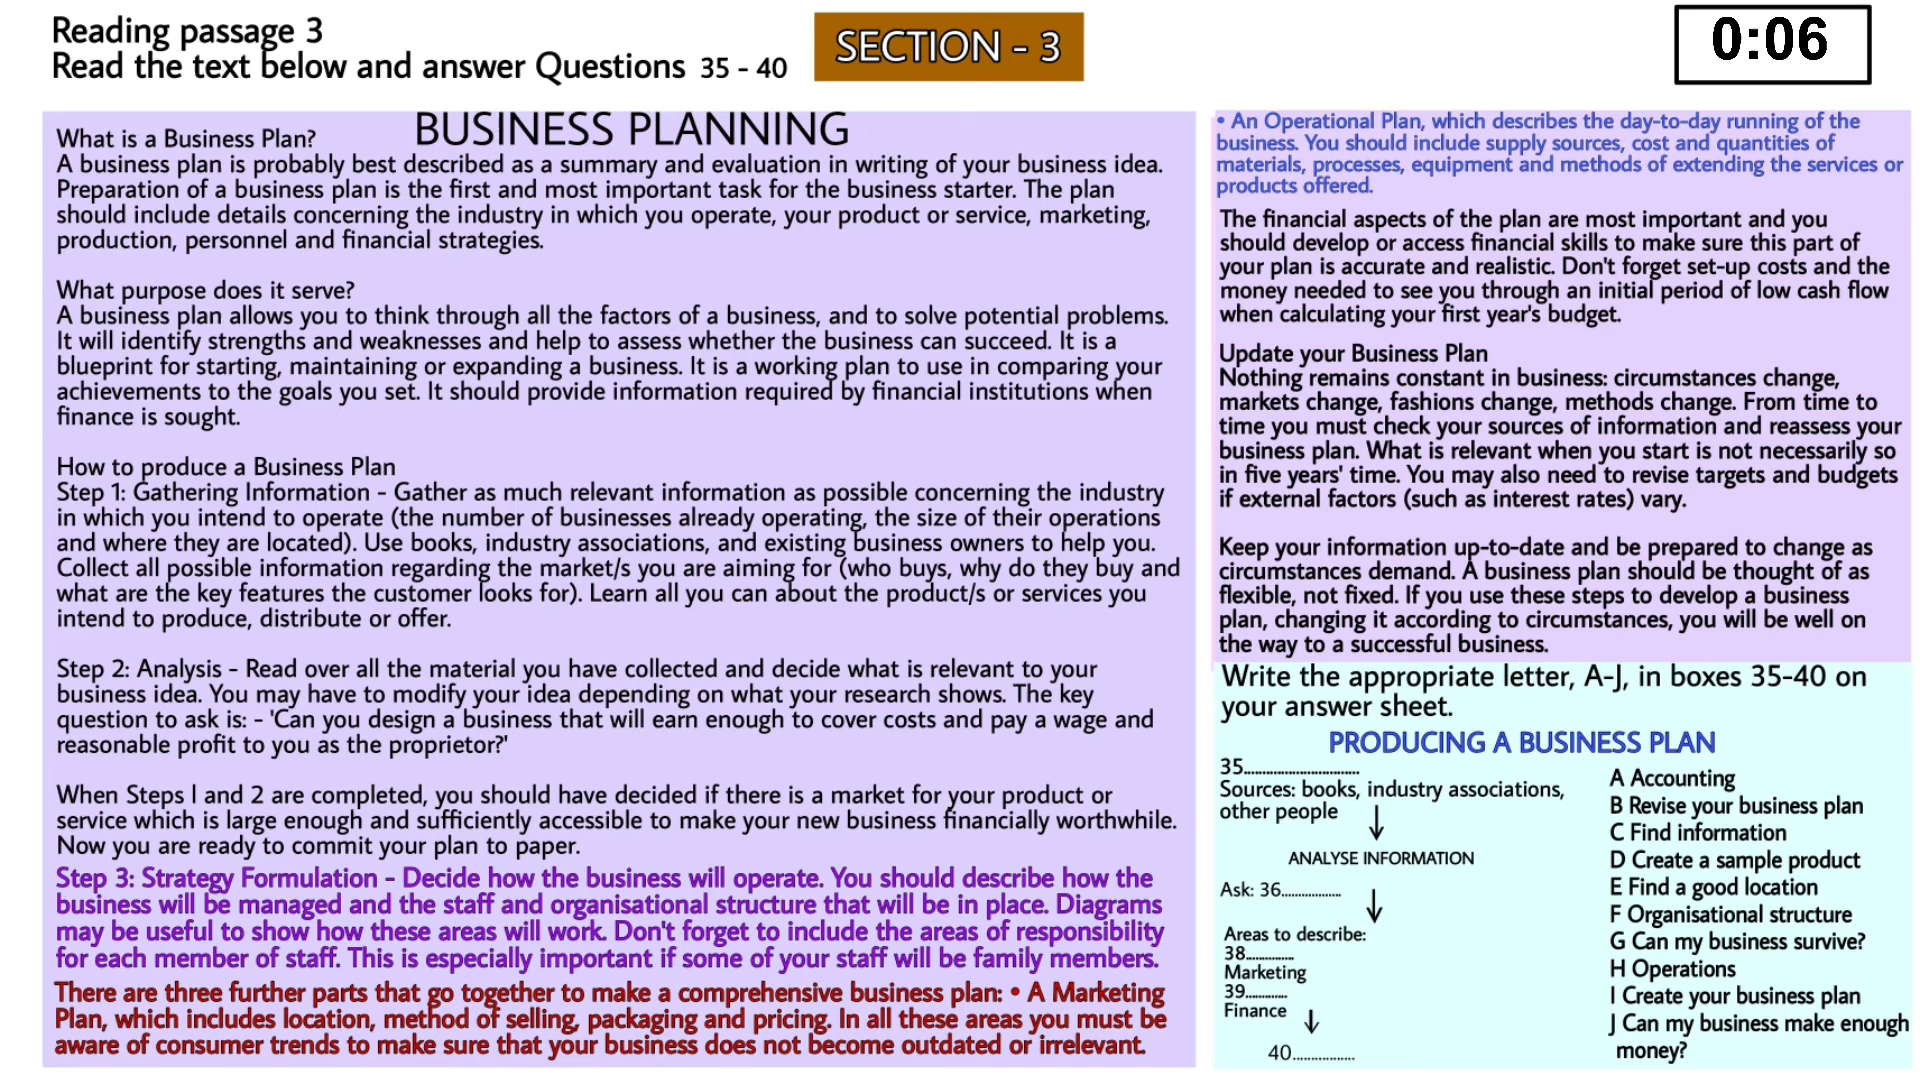 Reading passage 3
Read the text below and answer Questions 35 - 40
SECTION - 3
0:06
BUSINESS PLANNING
What is a Business Plan?
A business plan is probably best described as a summary and evaluation in writing of your business idea.
Preparation of a business plan is the first and most important task for the business starter. The plan
should include details concerning the industry in which you operate, your product or service, marketing,
production, personnel and financial strategies.
What purpose does it serve?
A business plan allows you to think through all the factors of a business, and to solve potential problems.
It will identify strengths and weaknesses and help to assess whether the business can succeed. It is a
blueprint for starting, maintaining or expanding a business. It is a working plan to use in comparing your
achievements to the goals you set. It should provide information required by financial institutions when
finance is sought.
How to produce a Business Plan
Step 1: Gathering Information - Gather as much relevant information as possible concerning the industry
in which you intend to operate (the number of businesses already operating, the size of their operations
and where they are located). Use books, industry associations, and existing business owners to help you.
Collect all possible information regarding the market/s you are aiming for (who buys, why do they buy and
what are the key features the customer looks for). Learn all you can about the product/s or services you
intend to produce, distribute or offer.
Step 2: Analysis - Read over all the material you have collected and decide what is relevant to your
business idea. You may have to modify your idea depending on what your research shows. The key
question to ask is: - 'Can you design a business that will earn enough to cover costs and pay a wage and
reasonable profit to you as the proprietor?'
When Steps l and 2 are completed, you should have decided if there is a market for your product or
service which is large enough and sufficiently accessible to make your new business financially worthwhile.
Now you are ready to commit your plan to paper.
Step 3: Strategy Formulation - Decide how the business will operate. You should describe how the
business will be managed and the staff and organisational structure that will be in place. Diagrams
may be useful to show how these areas will work. Don't forget to include the areas of responsibility
for each member of staff. This is especially important if some of your staff will be family members.
There are three further parts that go together to make a comprehensive business plan: • A Marketing
Plan, which includes location, method of selling, packaging and pricing. In all these areas you must be
aware of consumer trends to make sure that your business does not become outdated or irrelevant.
• An Operational Plan, which describes the day-to-day running of the
business. You should include supply sources, cost and quantities of
materials, processes, equipment and methods of extending the services or
products offered.
The financial aspects of the plan are most important and you
should develop or access financial skills to make sure this part of
your plan is accurate and realistic. Don't forget set-up costs and the
money needed to see you through an initial period of low cash flow
when calculating your first year's budget.
Update your Business Plan
Nothing remains constant in business: circumstances change,
markets change, fashions change, methods change. From time to
time you must check your sources of information and reassess your
business plan. What is relevant when you start is not necessarily so
in five years' time. You may also need to revise targets and budgets
if external factors (such as interest rates) vary.
Keep your information up-to-date and be prepared to change as
circumstances demand. A business plan should be thought of as
flexible, not fixed. If you use these steps to develop a business
plan, changing it according to circumstances, you will be well on
the way to a successful business.
Write the appropriate letter, A-J, in boxes 35-40 on
your answer sheet.
PRODUCING A BUSINESS PLAN
35...............................
Sources: books, industry associations,
other people
ANALYSE INFORMATION
Ask: 36..................
Areas to describe:
38..............
Marketing
39............
Finance
40.................
A Accounting
B Revise your business plan
C Find information
D Create a sample product
E Find a good location
F Organisational structure
G Can my business survive?
H Operations
I Create your business plan
J Can my business make enough
money?